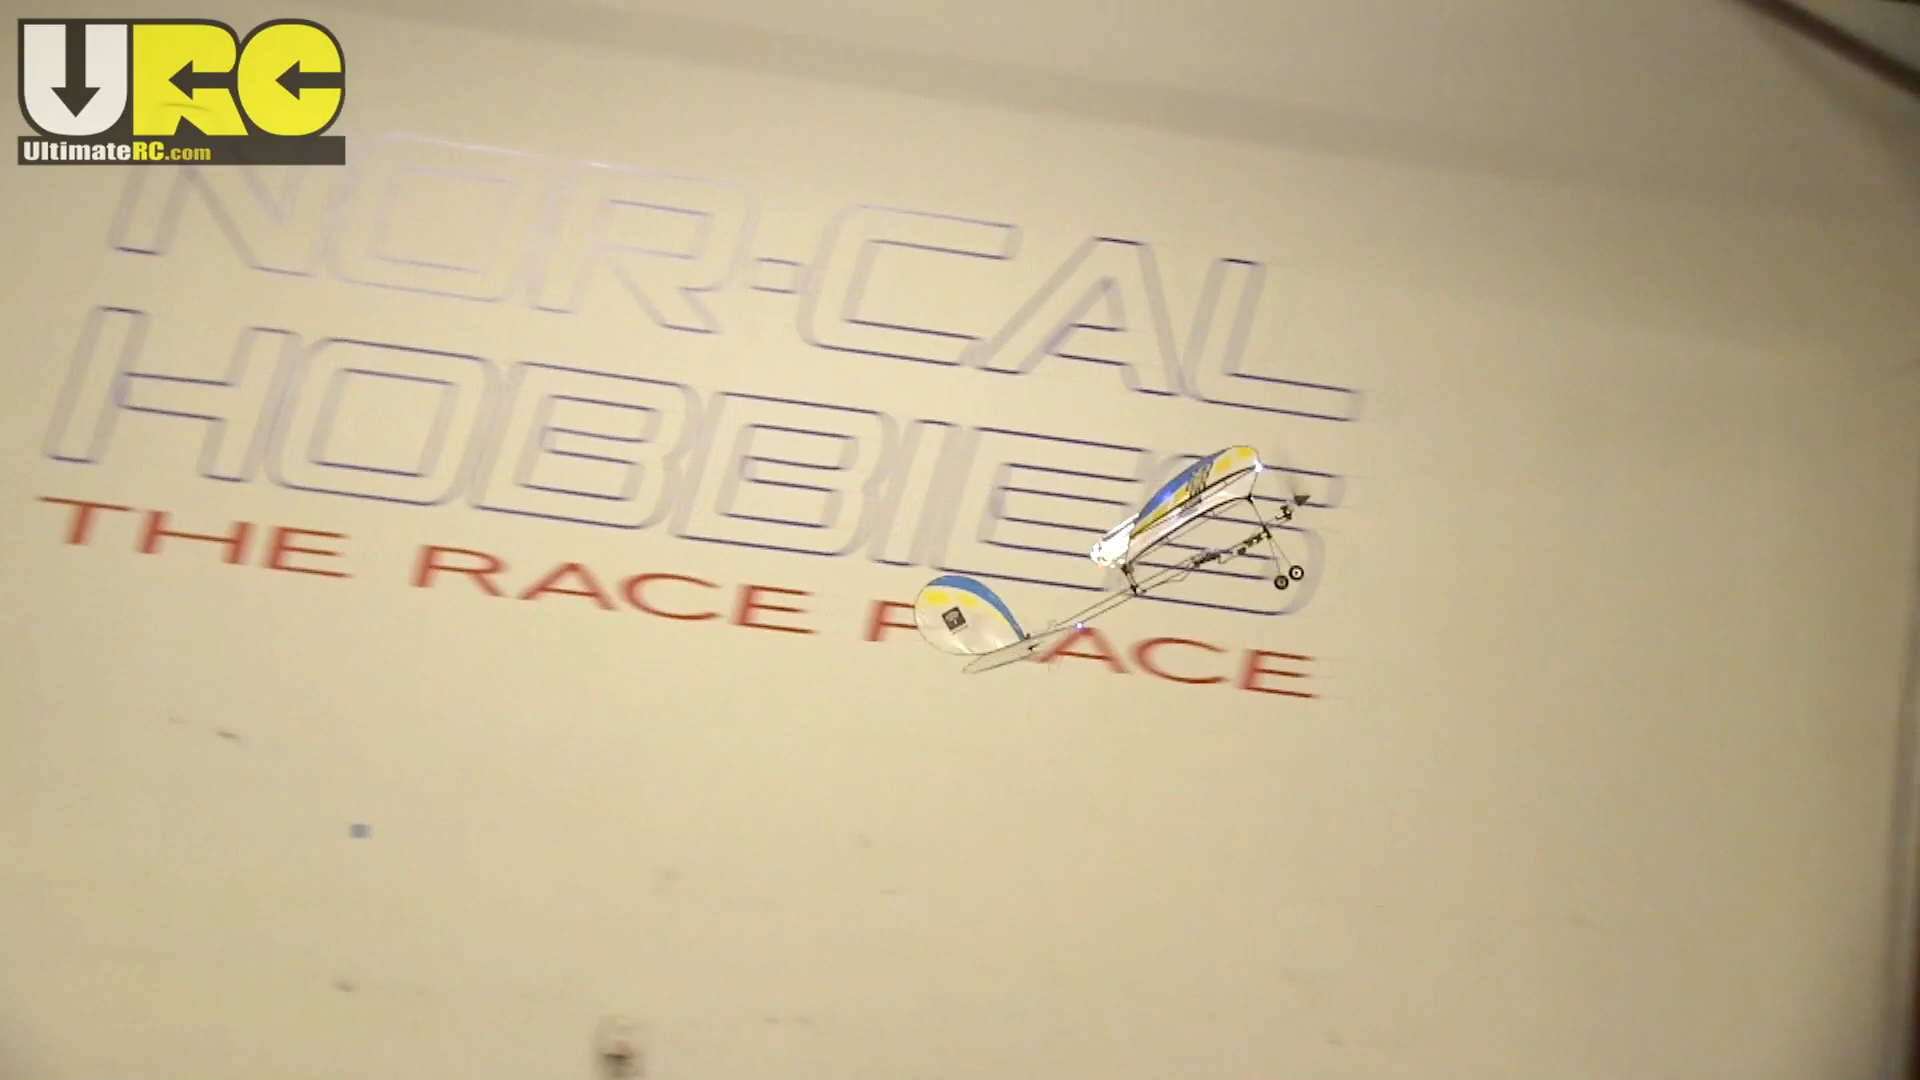 URC
UltimateRC.com
NOR-CAL
HOBBIES
THE RACE PLACE